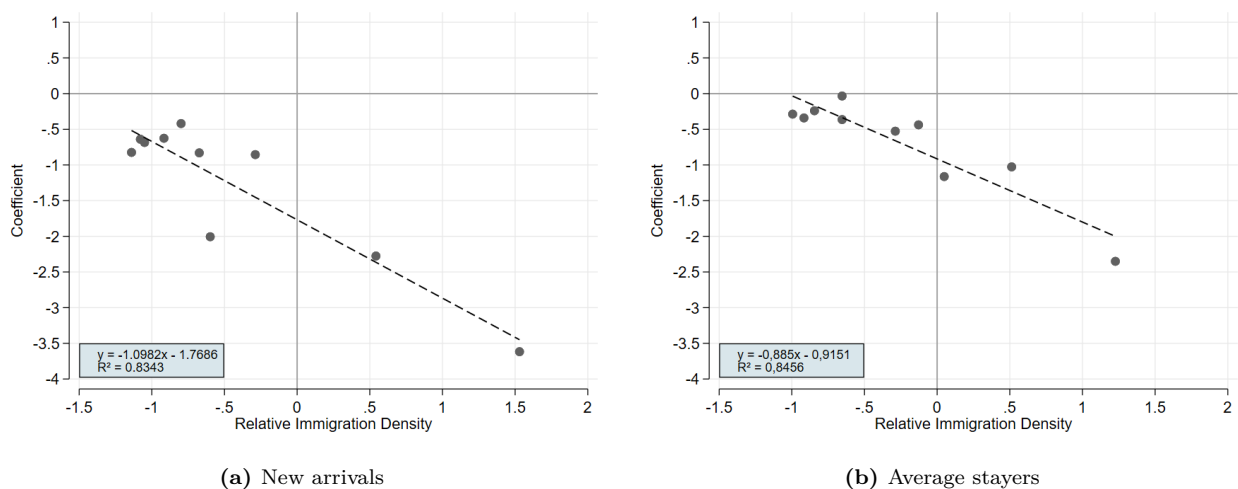 1
.5
0
-.5
-1
-1.5
-2
-2.5
-3
-3.5
-4
Coefficient
y = -1.0982x - 1.7686
R² = 0.8343
-1.5 -1 -.5 0 .5 1 1.5 2
Relative Immigration Density
(a) New arrivals
1
.5
0
-.5
-1
-1.5
-2
-2.5
-3
-3.5
-4
Coefficient
y = -0,885x - 0,9151
R² = 0,8456
-1.5 -1 -.5 0 .5 1 1.5 2
Relative Immigration Density
(b) Average stayers